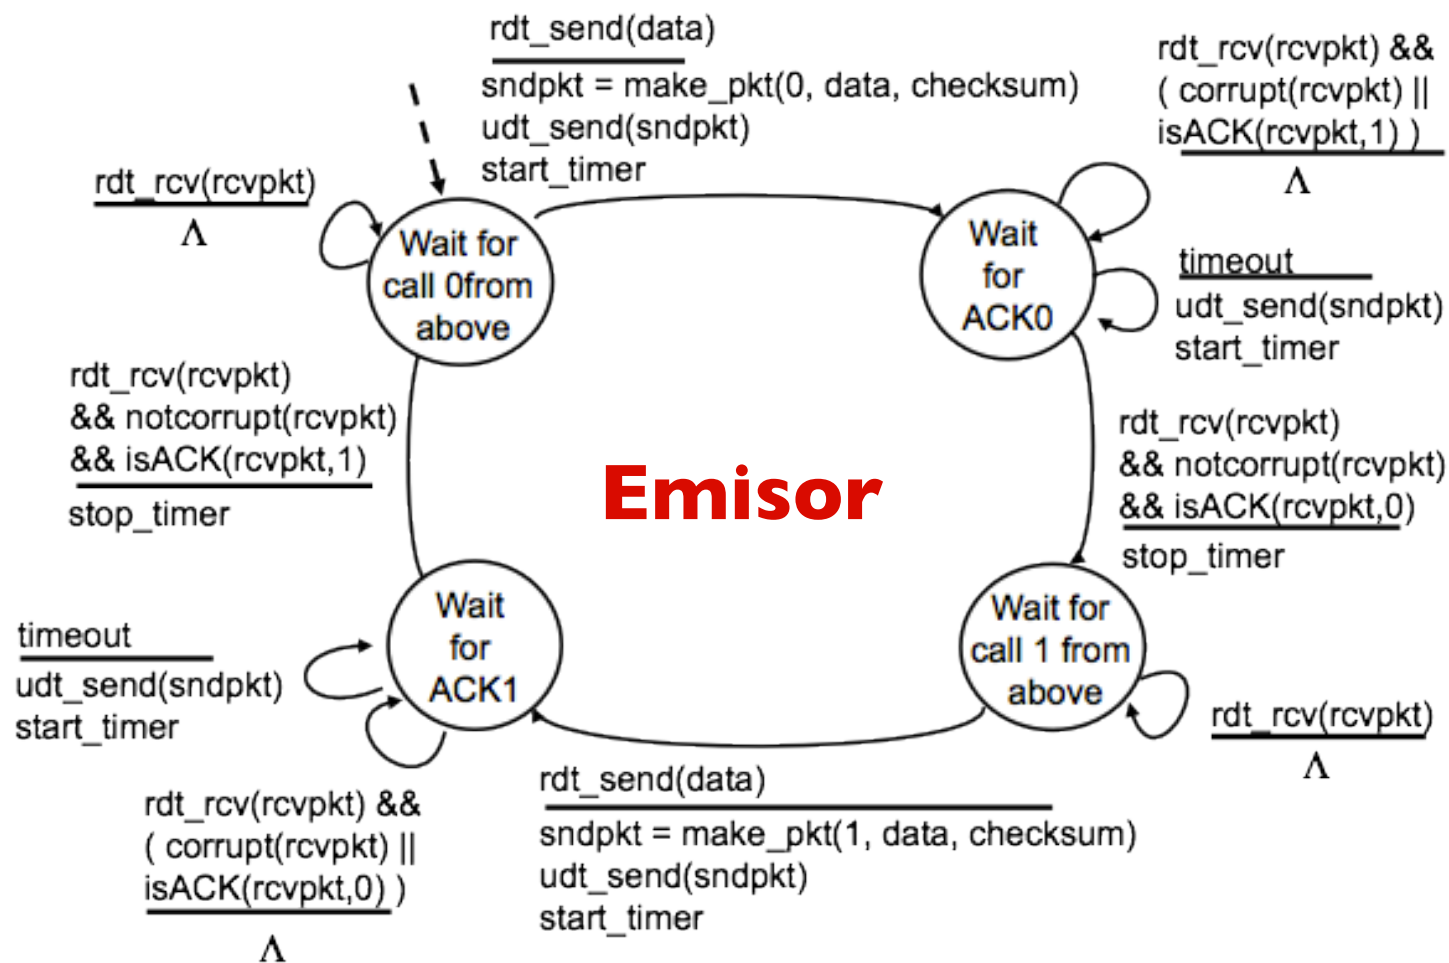 rdt_send(data)
sndpkt = make_pkt(0, data, checksum)
udt_send(sndpkt)
start_timer
rdt_rcv(rcvpkt) &&
( corrupt(rcvpkt) ||
isACK(rcvpkt,1) )
Λ
rdt_rcv(rcvpkt)
Λ
Wait for
call 0from
above
Wait
for
ACK0
timeout
udt_send(sndpkt)
start_timer
rdt_rcv(rcvpkt)
&& notcorrupt(rcvpkt)
&& isACK(rcvpkt,1)
stop_timer
Emisor
rdt_rcv(rcvpkt)
&& notcorrupt(rcvpkt)
&& isACK(rcvpkt,0)
stop_timer
Wait
for
ACK1
Wait for
call 1 from
above
timeout
udt_send(sndpkt)
start_timer
rdt_rcv(rcvpkt)
Λ
rdt_rcv(rcvpkt) &&
( corrupt(rcvpkt) ||
isACK(rcvpkt,0) )
Λ
rdt_send(data)
sndpkt = make_pkt(1, data, checksum)
udt_send(sndpkt)
start_timer